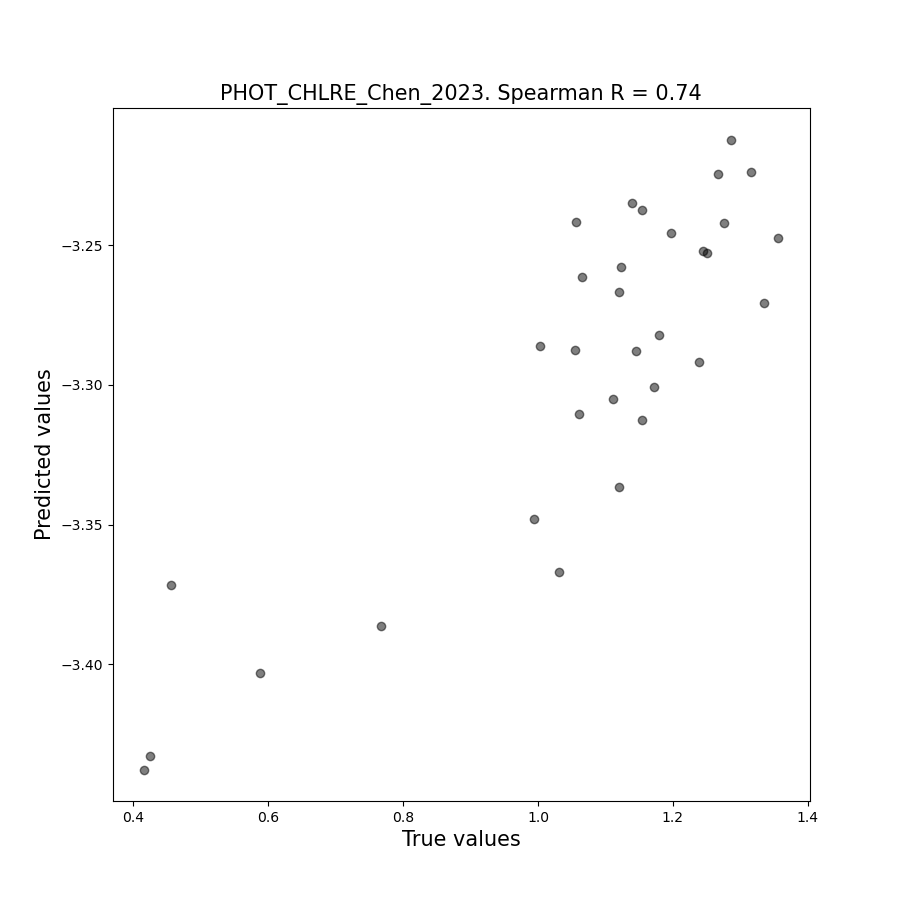 PHOT_CHLRE_Chen_2023. Spearman R = 0.74
−3.25
−3.30
−3.35
−3.40
Predicted values
0.4 0.6 0.8 1.0 1.2 1.4
True values